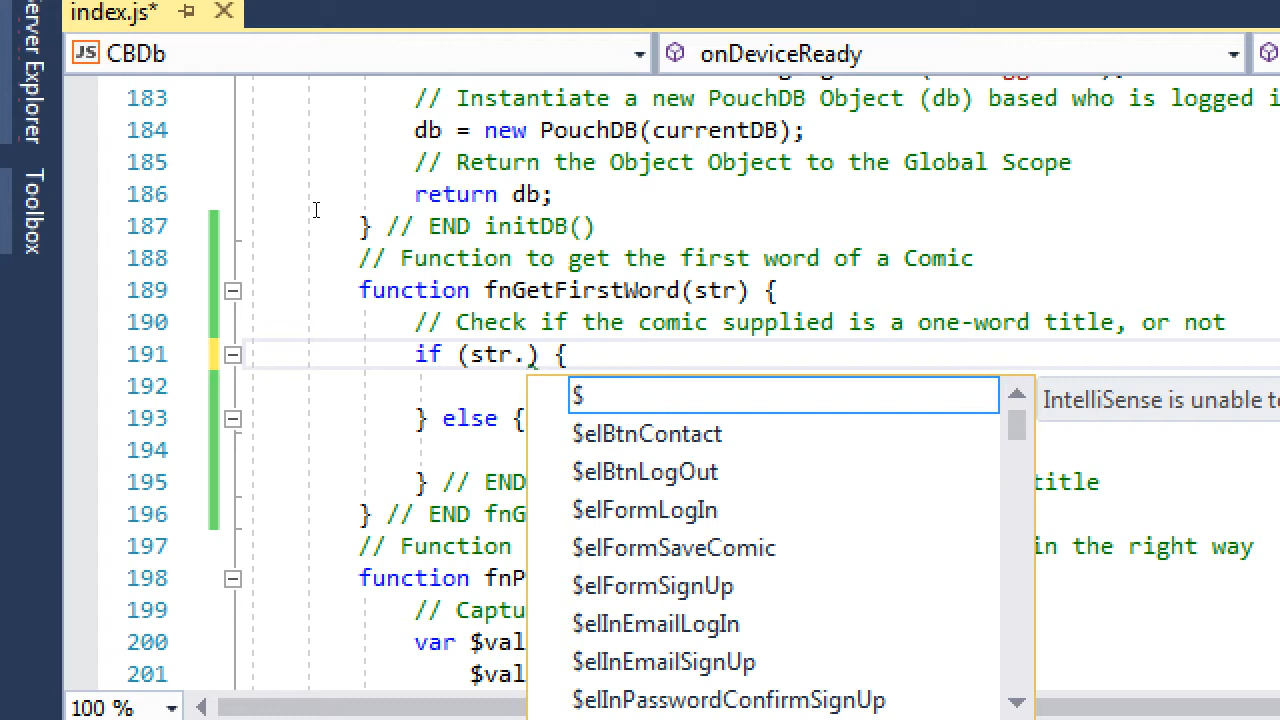 index.js*
Server Explorer
Toolbox
JS CBDb
onDeviceReady
183 // Instantiate a new PouchDB Object (db) based who is logged i
184 db = new PouchDB(currentDB);
185 // Return the Object Object to the Global Scope
186 return db;
187 } // END initDB()
188 // Function to get the first word of a Comic
189 function fnGetFirstWord(str) {
190 // Check if the comic supplied is a one-word title, or not
191 if (str.) {
192
193 } else {
194
195 } // END title
196 } // END fnG
197 // Function in the right way
198 function fnP
199 // Captu
200 var $val
201 $val
$
$elBtnContact
$elBtnLogOut
$elFormLogIn
$elFormSaveComic
$elFormSignUp
$elInEmailLogIn
$elInEmailSignUp
$elInPasswordConfirmSignUp
IntelliSense is unable to
100 %